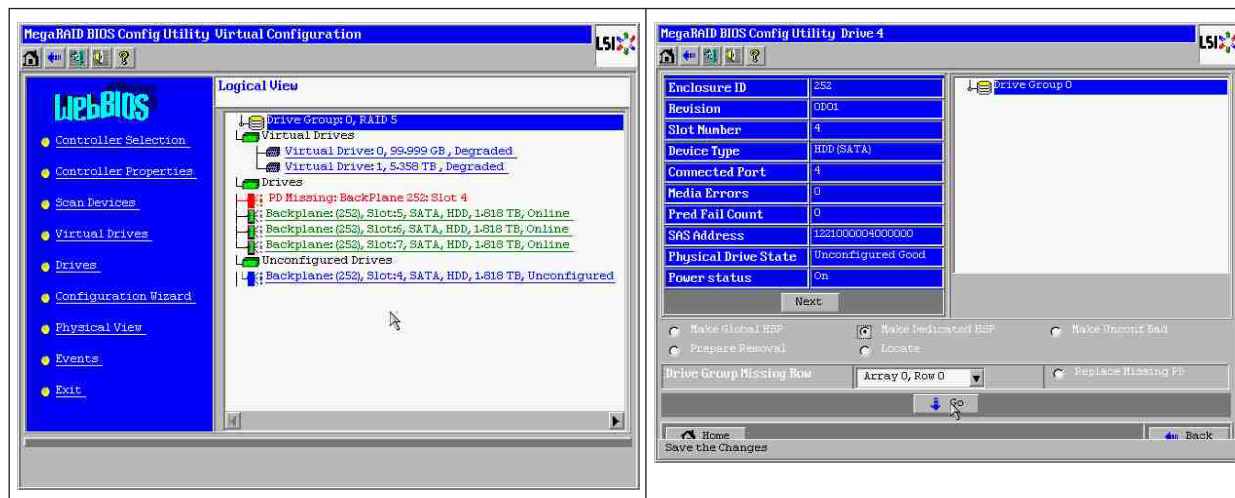 MegaRAID BIOS Config Utility Virtual Configuration
LSI
WebBIOS
Controller Selection
Controller Properties
Scan Devices
Virtual Drives
Drives
Configuration Wizard
Physical View
Events
Exit
Logical View
Drive Group: 0, RAID 5
Virtual Drives
Virtual Drive: 0, 99.999 GB, Degraded
Virtual Drive: 1, 5.358 TB, Degraded
Drives
PD Missing: BackPlane 252: Slot 4
Backplane: (252), Slot:5, SATA, HDD, 1.818 TB, Online
Backplane: (252), Slot:6, SATA, HDD, 1.818 TB, Online
Backplane: (252), Slot:7, SATA, HDD, 1.818 TB, Online
Unconfigured Drives
Backplane: (252), Slot:4, SATA, HDD, 1.818 TB, Unconfigured
MegaRAID BIOS Config Utility Drive 4
LSI
Enclosure ID 252
Revision 0D01
Slot Number 4
Device Type HDD (SATA)
Connected Port 4
Media Errors 0
Pred Fail Count 0
SAS Address 1221000004000000
Physical Drive State Unconfigured Good
Power status On
Next
Drive Group 0
Make Global HSP Make Dedicated HSP Make Unconf Bad
Prepare Removal Locate
Drive Group Missing Row Array 0, Row 0 Replace Missing PD
Go
Home Back
Save the Changes